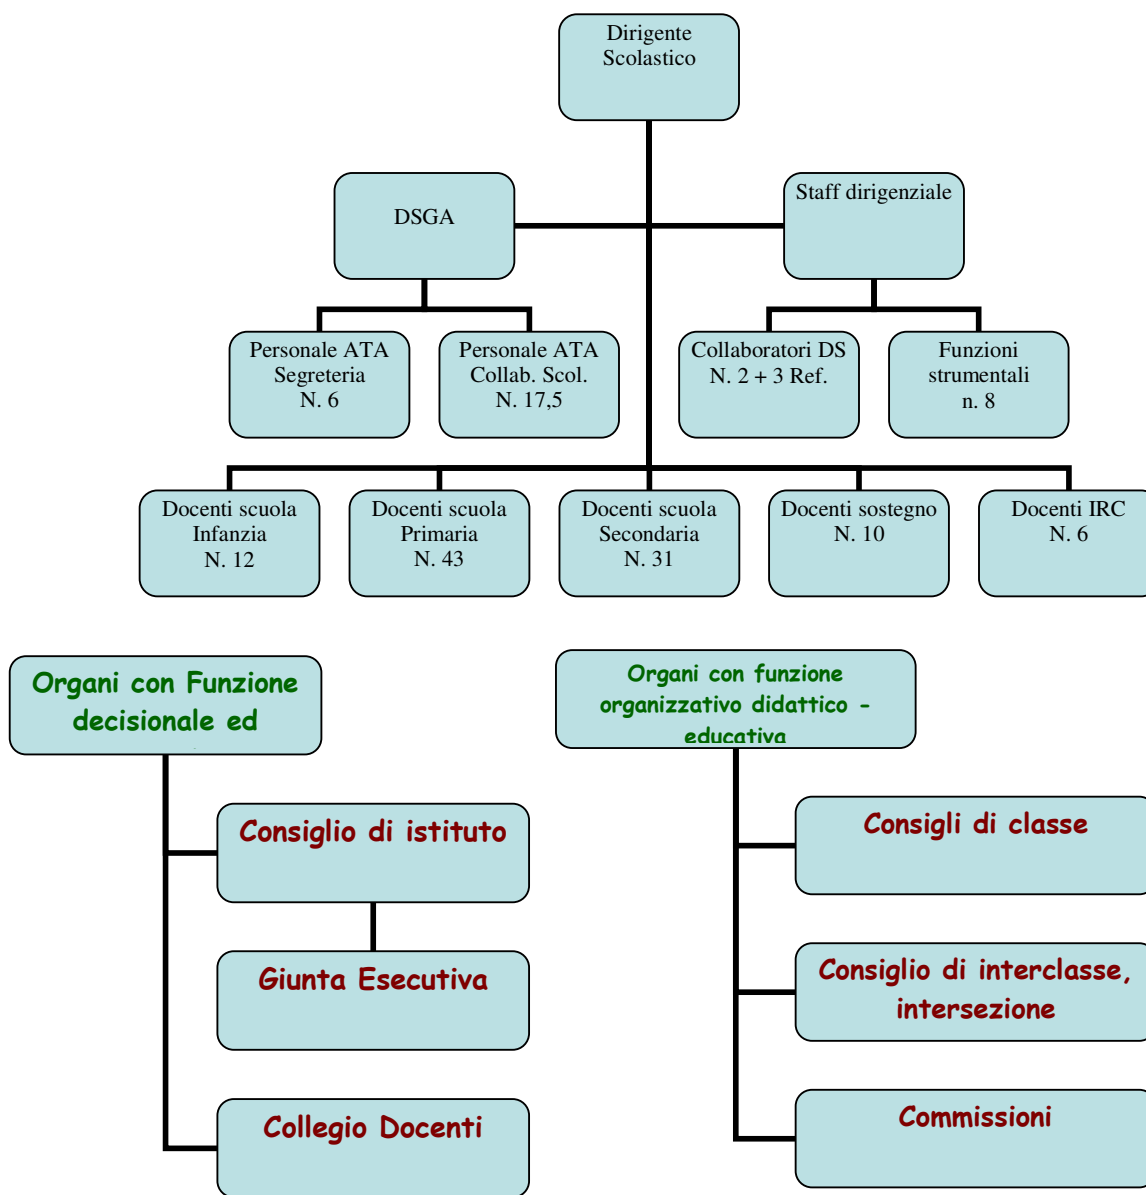 Dirigente
Scolastico
DSGA
Staff dirigenziale
Personale ATA
Segreteria
N. 6
Personale ATA
Collab. Scol.
N. 17,5
Collaboratori DS
N. 2 + 3 Ref.
Funzioni
strumentali
n. 8
Docenti scuola
Infanzia
N. 12
Docenti scuola
Primaria
N. 43
Docenti scuola
Secondaria
N. 31
Docenti sostegno
N. 10
Docenti IRC
N. 6
Organi con Funzione
decisionale ed
Consiglio di istituto
Giunta Esecutiva
Collegio Docenti
Organi con funzione
organizzativo didattico -
educativa
Consigli di classe
Consiglio di interclasse,
intersezione
Commissioni